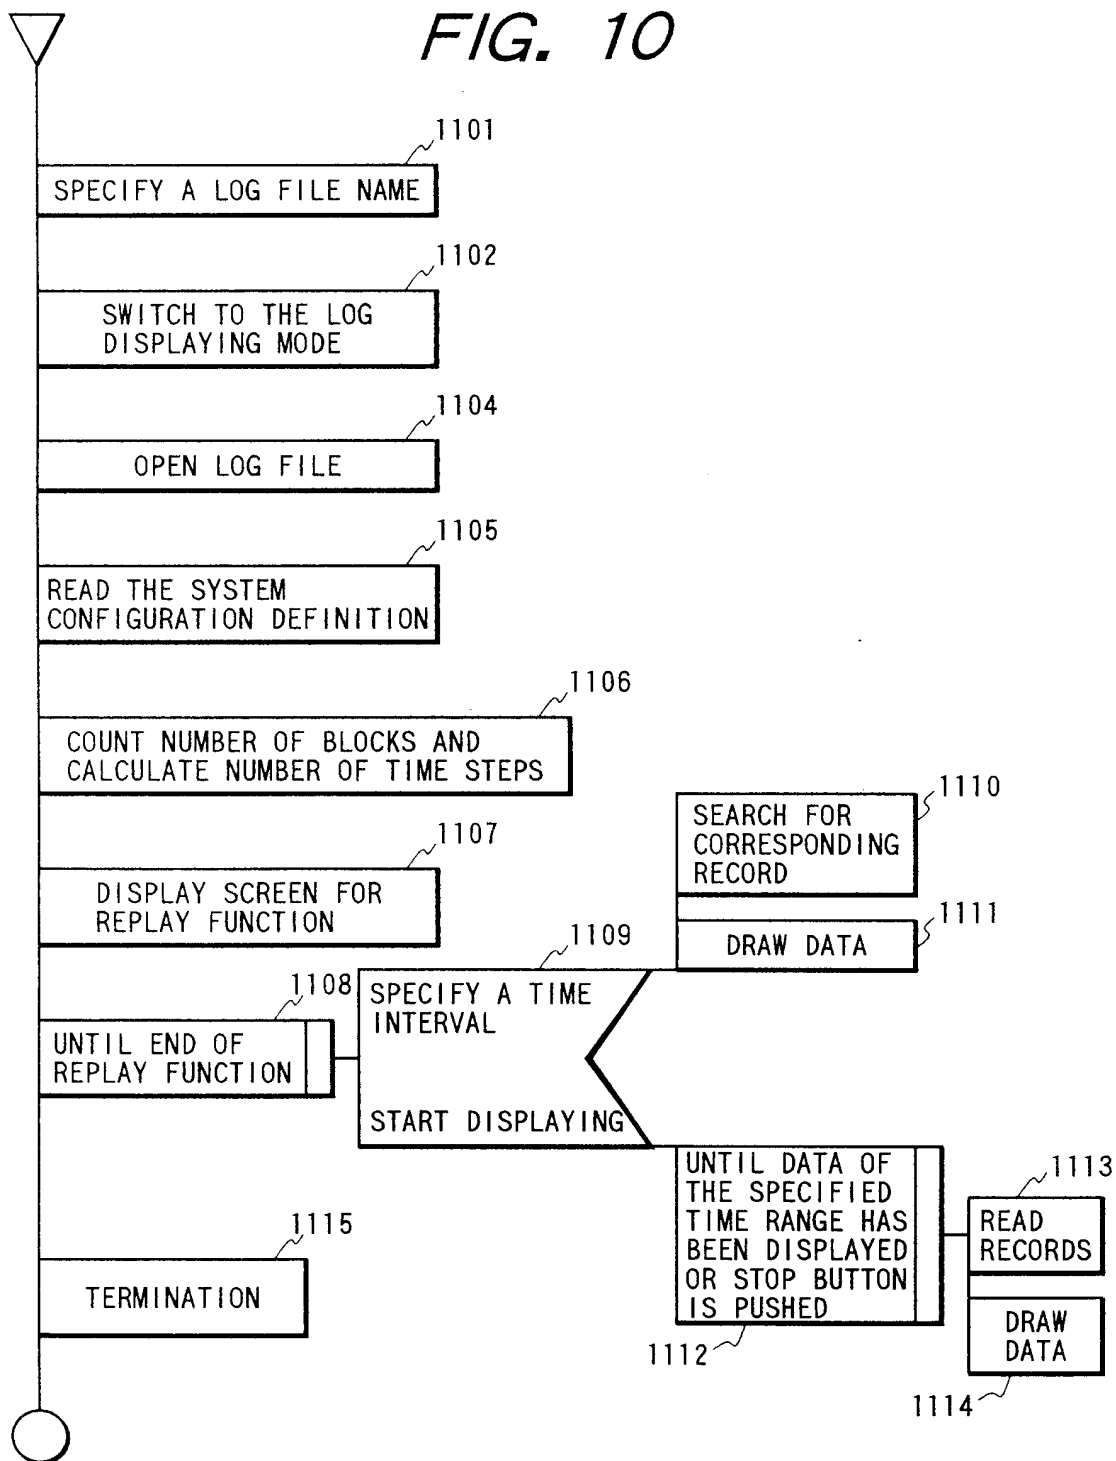 FIG. 10
1101
SPECIFY A LOG FILE NAME
1102
SWITCH TO THE LOG
DISPLAYING MODE
1104
OPEN LOG FILE
1105
READ THE SYSTEM
CONFIGURATION DEFINITION
1106
COUNT NUMBER OF BLOCKS AND
CALCULATE NUMBER OF TIME STEPS
1107
DISPLAY SCREEN FOR
REPLAY FUNCTION
1108
UNTIL END OF
REPLAY FUNCTION
1109
SPECIFY A TIME
INTERVAL
START DISPLAYING
1110
SEARCH FOR
CORRESPONDING
RECORD
1111
DRAW DATA
UNTIL DATA OF
THE SPECIFIED
TIME RANGE HAS
BEEN DISPLAYED
OR STOP BUTTON
IS PUSHED
1112
1113
READ
RECORDS
DRAW
DATA
1114
1115
TERMINATION